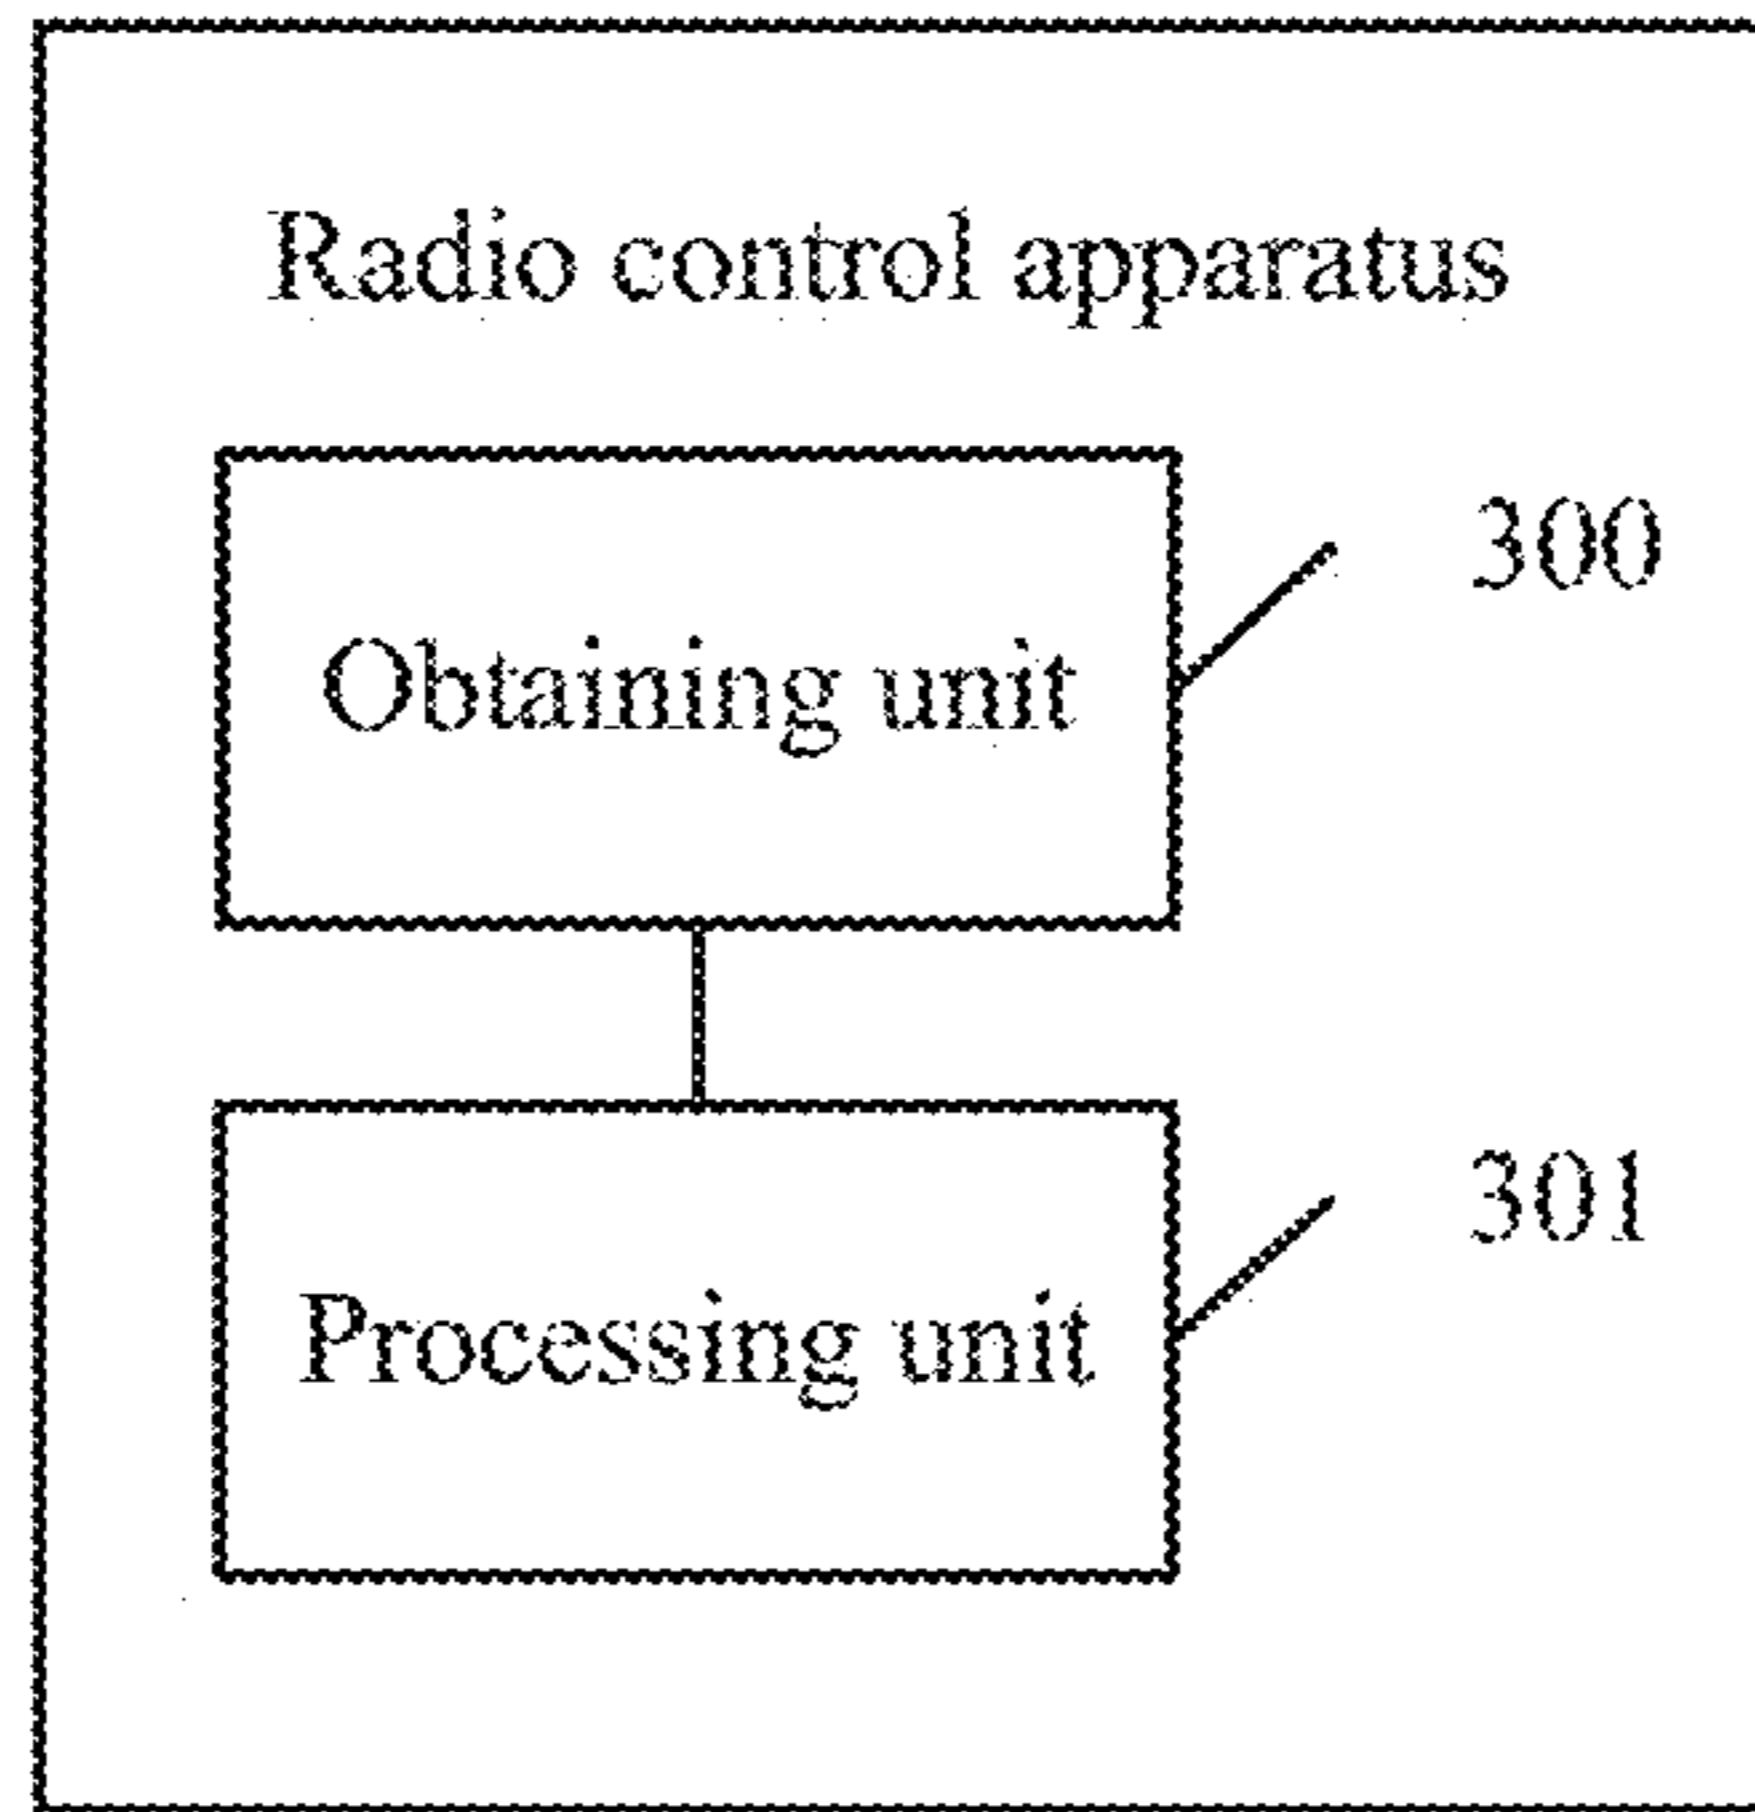 Radio control apparatus
300
Obtaining unit
301
Processing unit